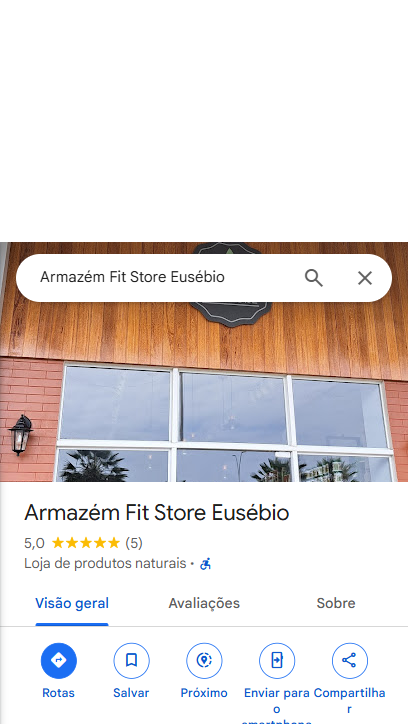 Armazém Fit Store Eusébio
Armazém Fit Store Eusébio
5,0 (5)
Loja de produtos naturais ·
Visão geral Avaliações Sobre
Rotas Salvar Próximo Enviar para o smartphone Compartilhar